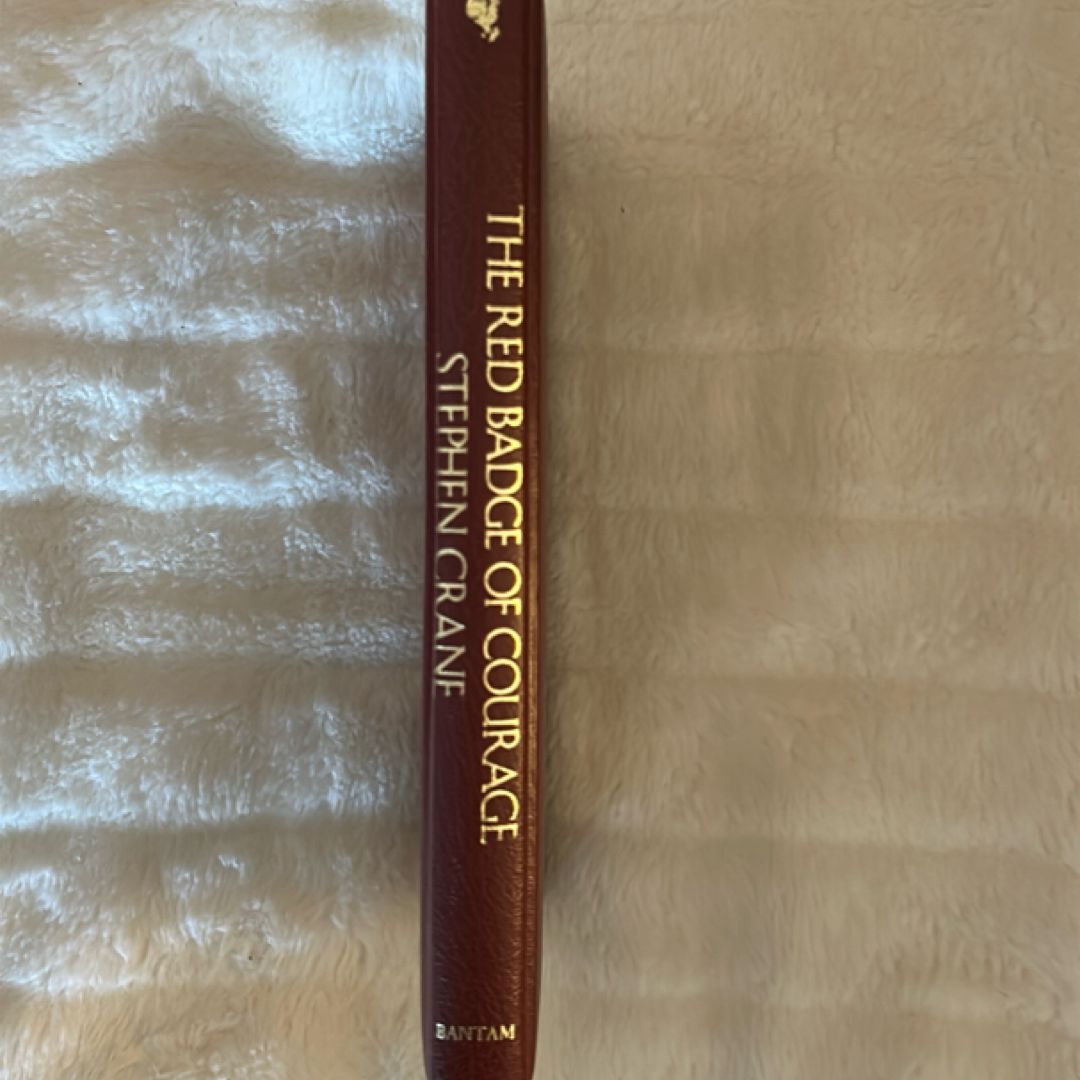 THE RED BADGE OF COURAGE
STEPHEN CRANE
BANTAM